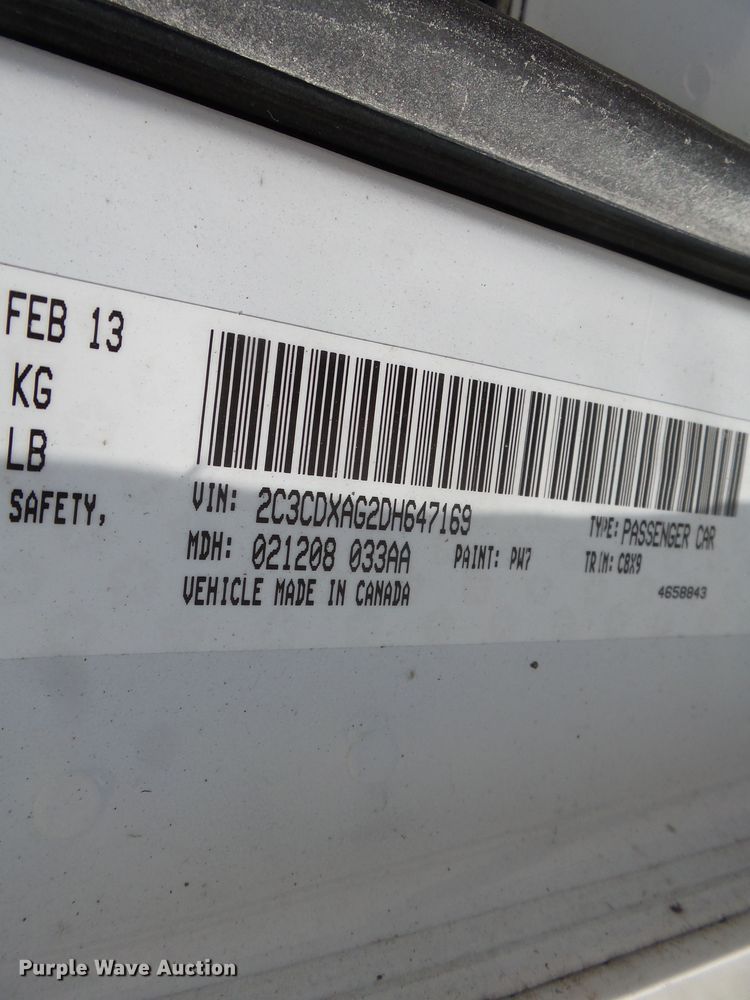 FEB 13
KG
LB
SAFETY,
VIN: 2C3CDXAG2DH647169 TYPE: PASSENGER CAR
MDH: 021208 033AA PAINT: PW7 TRIM: C8X9
VEHICLE MADE IN CANADA 4658843
Purple Wave Auction